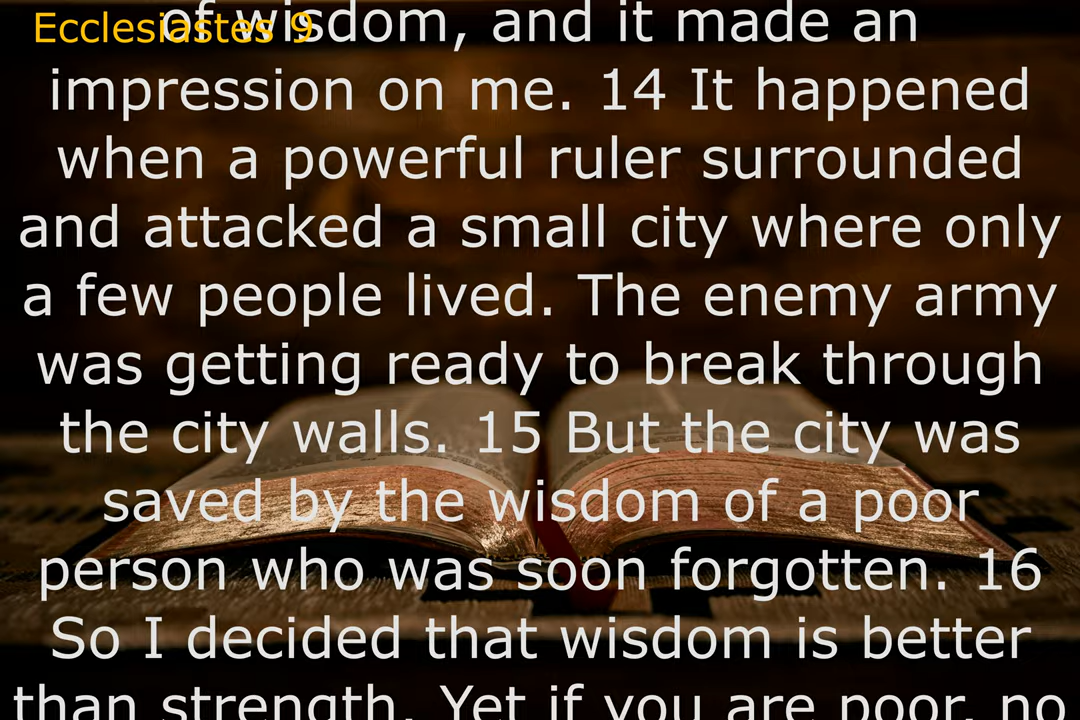 Ecclesiastes 9
of wisdom, and it made an
impression on me. 14 It happened
when a powerful ruler surrounded
and attacked a small city where only
a few people lived. The enemy army
was getting ready to break through
the city walls. 15 But the city was
saved by the wisdom of a poor
person who was soon forgotten. 16
So I decided that wisdom is better
than strength. Yet if you are poor, no